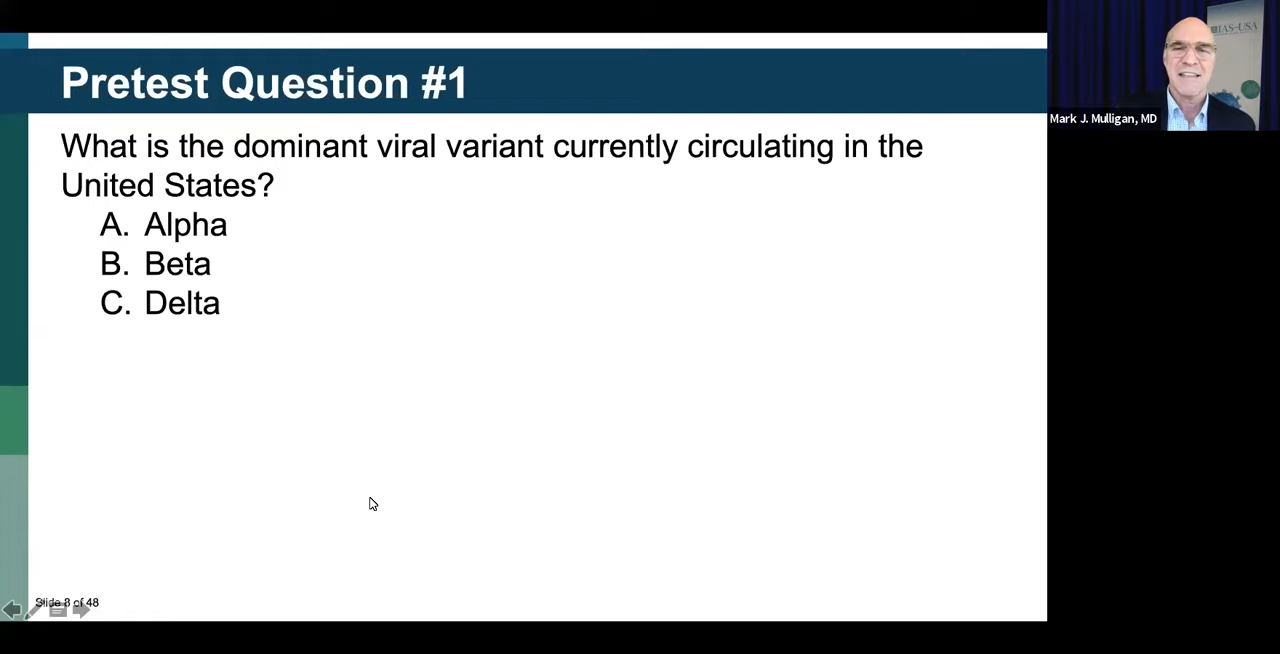 Pretest Question #1
What is the dominant viral variant currently circulating in the
United States?
A. Alpha
B. Beta
C. Delta
Slide 8 of 48
IAS–USA
Mark J. Mulligan, MD